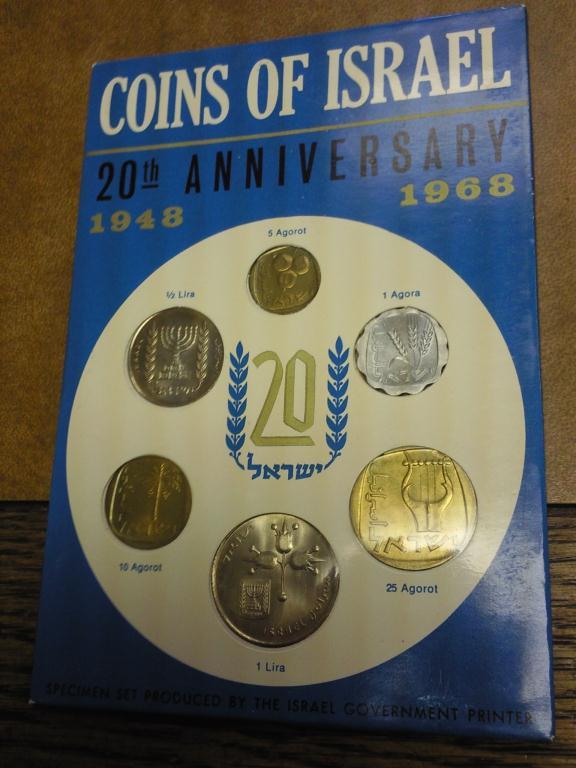 COINS OF ISRAEL
20th ANNIVERSARY
1948 1968
5 Agorot
½ Lira
1 Agora
20
ישראל
10 Agorot
25 Agorot
ישראל
1 Lira
SPECIMEN SET PRODUCED BY THE ISRAEL GOVERNMENT PRINTER